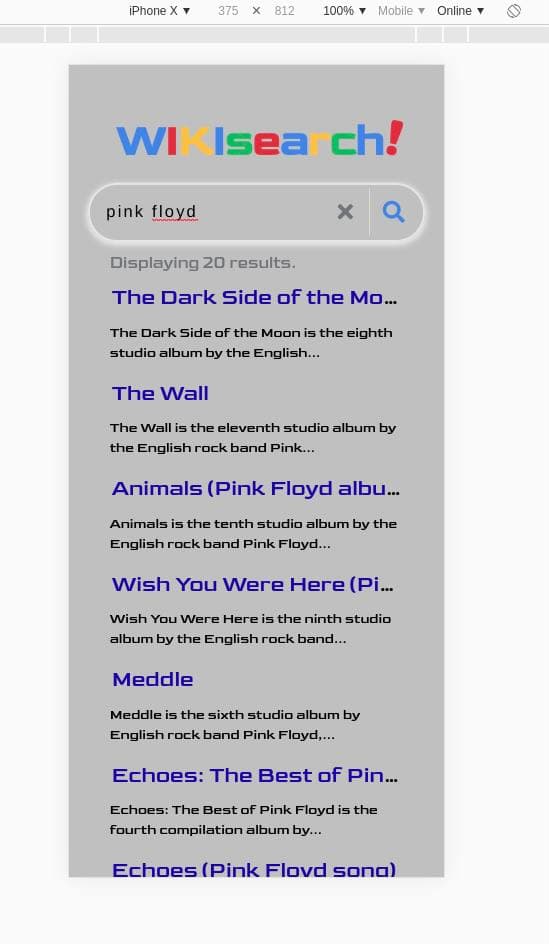 iPhone X ▼ 375 × 812 100% ▼ Mobile ▼ Online ▼
WIKIsearch!
pink floyd
Displaying 20 results.
The Dark Side of the Mo...
The Dark Side of the Moon is the eighth
studio album by the English...
The Wall
The Wall is the eleventh studio album by
the English rock band Pink...
Animals (Pink Floyd albu...
Animals is the tenth studio album by the
English rock band Pink Floyd...
Wish You Were Here (Pi...
Wish You Were Here is the ninth studio
album by the English rock band...
Meddle
Meddle is the sixth studio album by
English rock band Pink Floyd,...
Echoes: The Best of Pin...
Echoes: The Best of Pink Floyd is the
fourth compilation album by...
Echoes (Pink Floyd song)